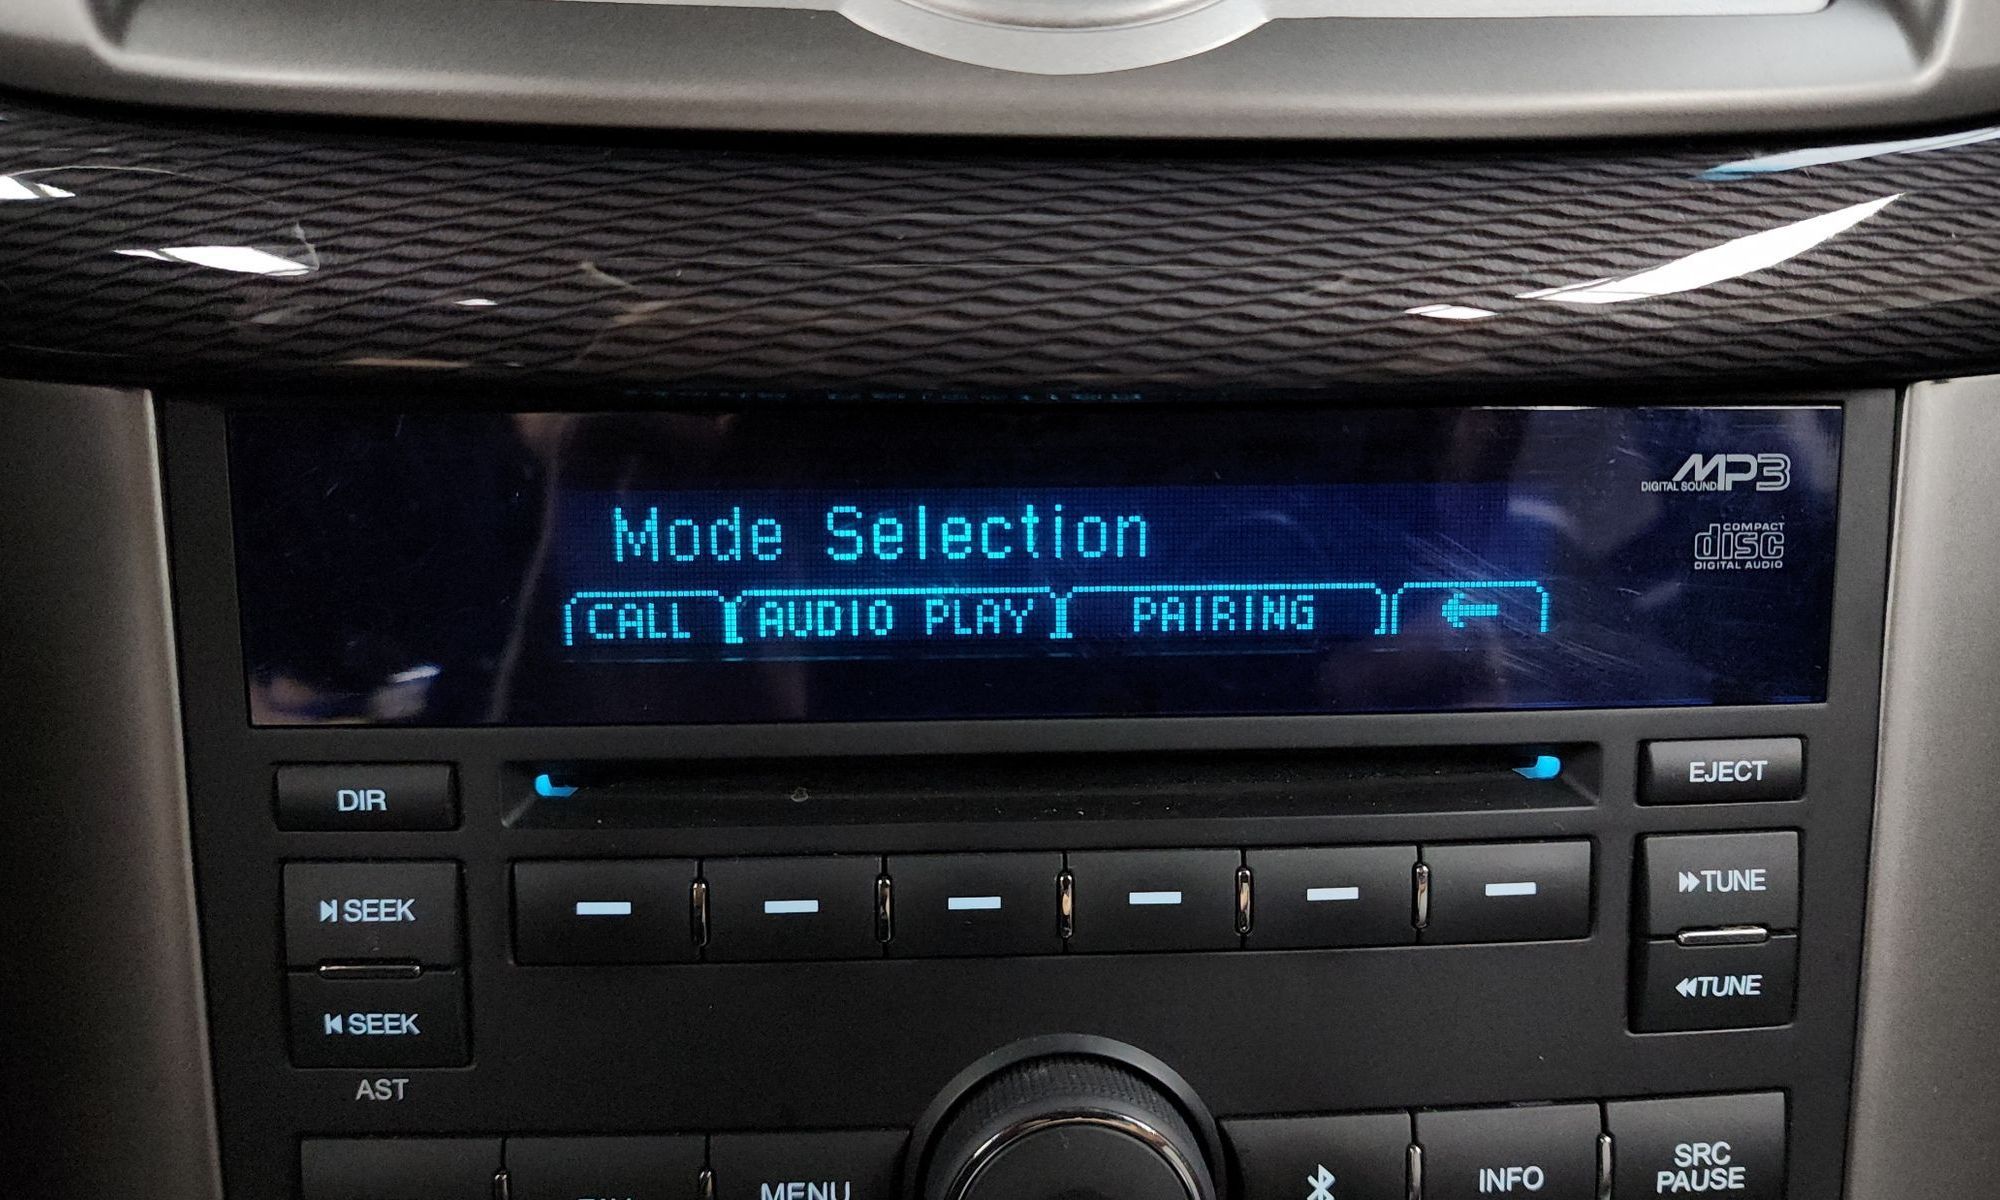 Mode Selection
CALL AUDIO PLAY PAIRING ←
MP3
DIGITAL SOUND
COMPACT
disc
DIGITAL AUDIO
DIR
EJECT
SEEK
TUNE
SEEK
TUNE
AST
MENU
INFO
SRC
PAUSE